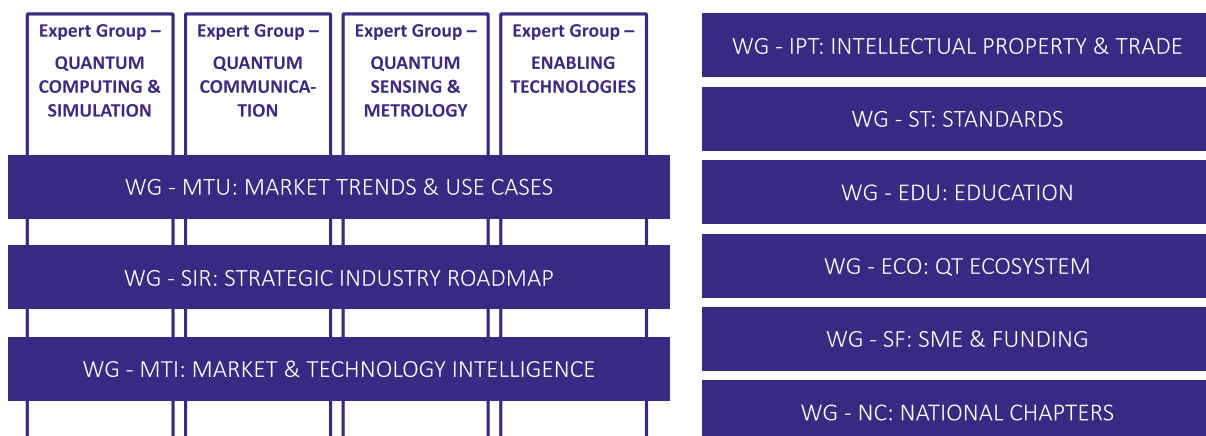 Expert Group –
QUANTUM
COMPUTING &
SIMULATION
Expert Group –
QUANTUM
COMMUNICA-
TION
Expert Group –
QUANTUM
SENSING &
METROLOGY
Expert Group –
ENABLING
TECHNOLOGIES
WG - MTU: MARKET TRENDS & USE CASES
WG - SIR: STRATEGIC INDUSTRY ROADMAP
WG - MTI: MARKET & TECHNOLOGY INTELLIGENCE
WG - IPT: INTELLECTUAL PROPERTY & TRADE
WG - ST: STANDARDS
WG - EDU: EDUCATION
WG - ECO: QT ECOSYSTEM
WG - SF: SME & FUNDING
WG - NC: NATIONAL CHAPTERS